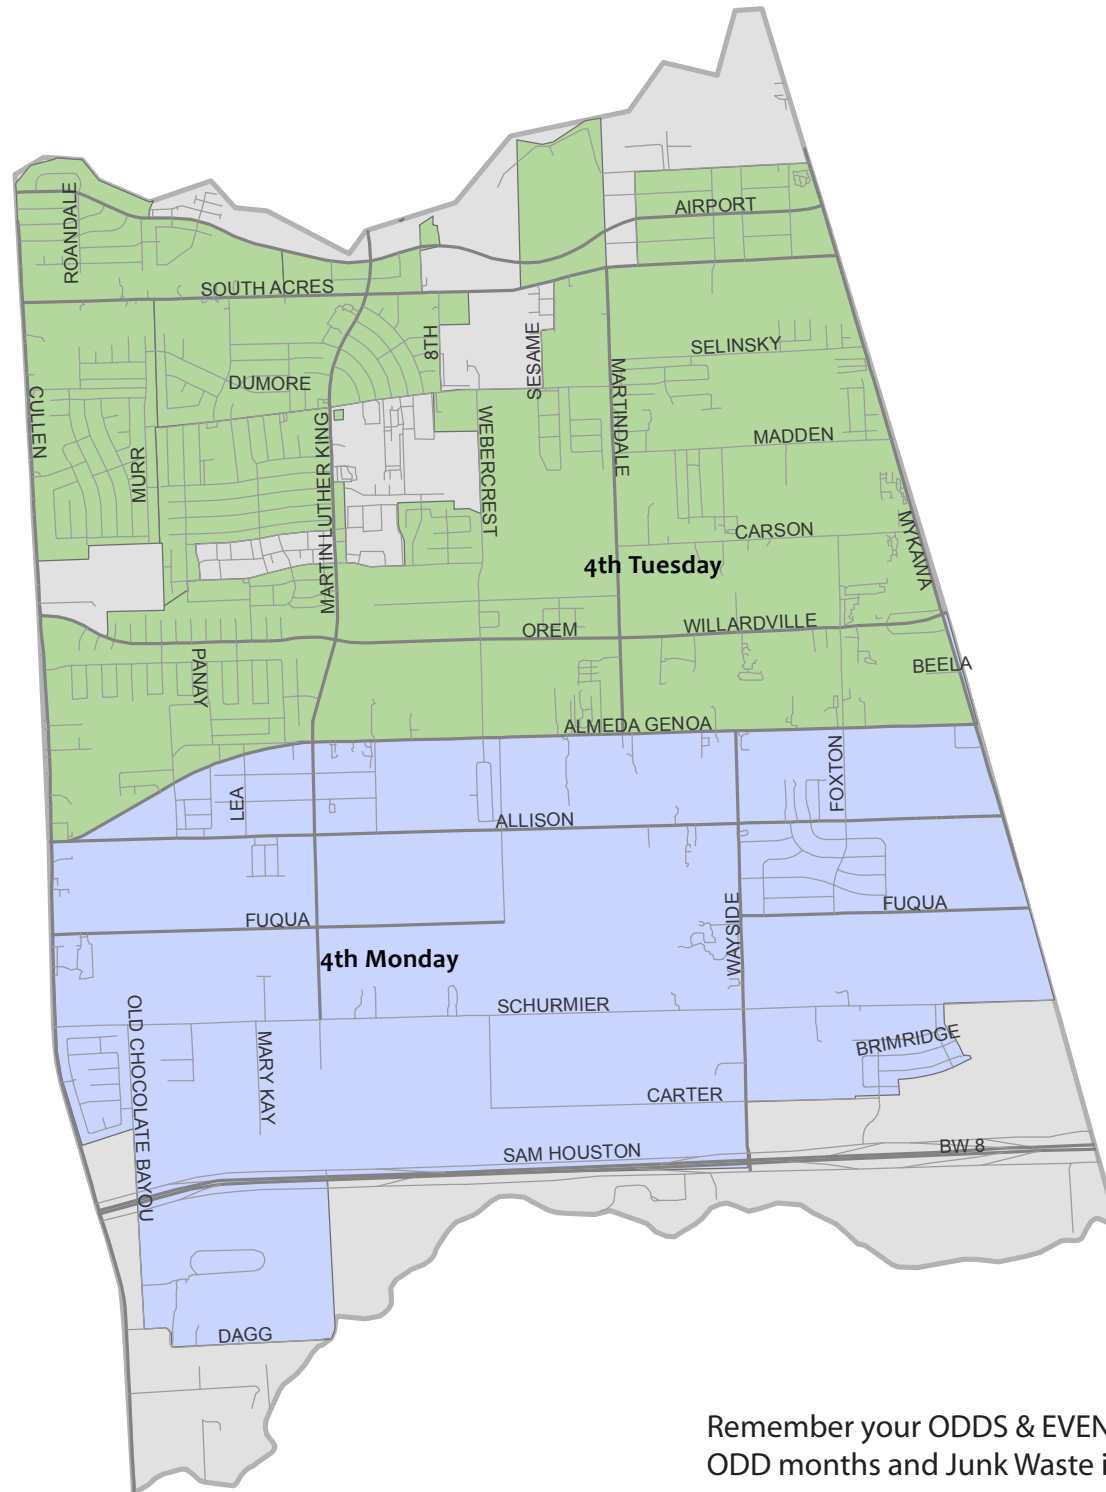 ROANDALE
AIRPORT
SOUTH ACRES
8TH
SESAME
SELINSKY
DUMORE
CULLEN
MURR
MARTIN LUTHER KING
WEBERCREST
MARTINDALE
MADDEN
CARSON
MYKAWA
4th Tuesday
OREM
WILLARDVILLE
PANAY
BEELA
ALMEDA GENOA
LEA
FOXTON
ALLISON
FUQUA
WAYSIDE
FUQUA
4th Monday
SCHURMIER
OLD CHOCOLATE BAYOU
MARY KAY
BRIMRIDGE
CARTER
SAM HOUSTON
BW 8
DAGG
Remember your ODDS & EVEN
ODD months and Junk Waste i